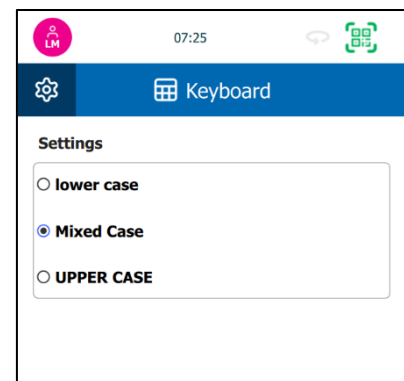 LM
07:25
Keyboard
Settings
lower case
Mixed Case
UPPER CASE